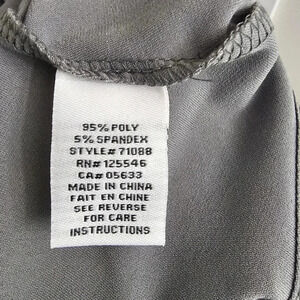 95% POLY
5% SPANDEX
STYLE# 71088
RN# 125546
CA# 05633
MADE IN CHINA
FAIT EN CHINE
SEE REVERSE
FOR CARE
INSTRUCTIONS